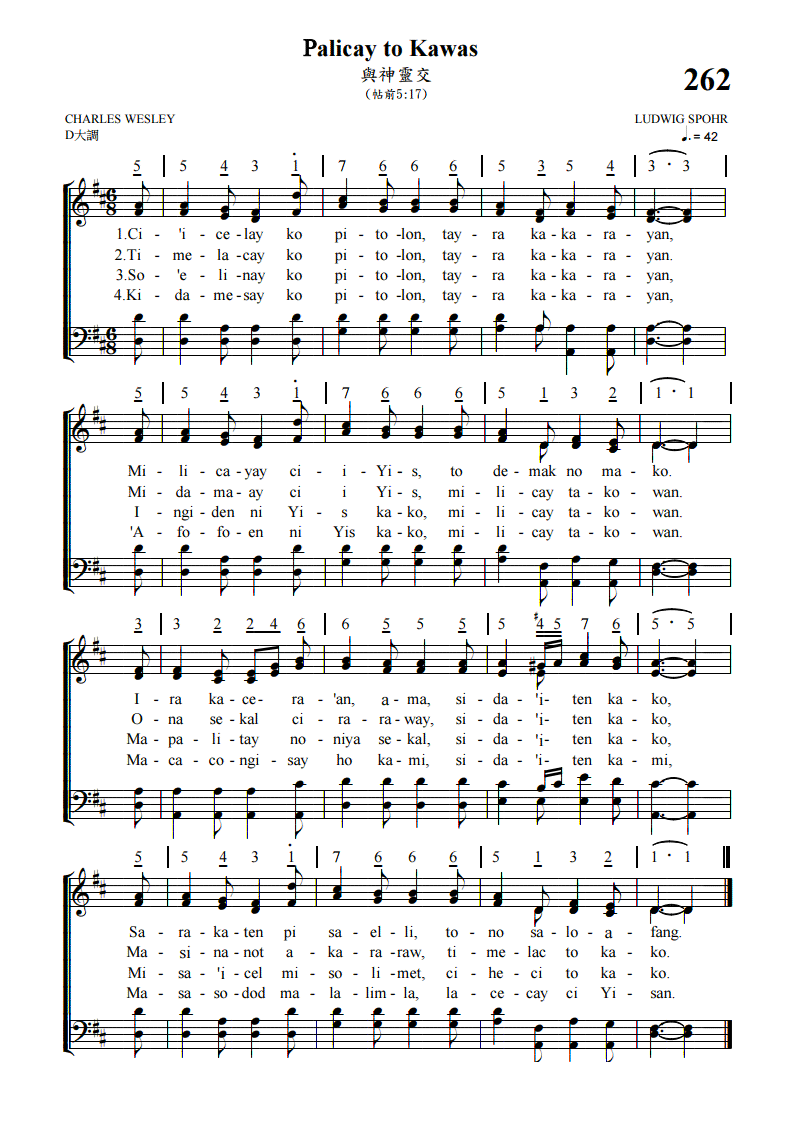 Palicay to Kawas
與神靈交
(帖前5:17)
262
CHARLES WESLEY
D大調
LUDWIG SPOHR
♩. = 42
5 | 5 4 3 1 | 7 6 6 6 | 5 3 5 4 | 3 · 3 |
1.Ci - 'i - ce - lay ko pi - to - lon, tay - ra ka - ka - ra - yan,
2.Ti - me - la - cay ko pi - to - lon, tay - ra ka - ka - ra - yan.
3.So - 'e - li - nay ko pi - to - lon, tay - ra ka - ka - ra - yan,
4.Ki - da - me - say ko pi - to - lon, tay - ra ka - ka - ra - yan,
5 | 5 4 3 1 | 7 6 6 6 | 5 1 3 2 | 1 · 1 |
Mi - li - ca - yay ci - i - Yi - s, to de - mak no ma - ko.
Mi - da - ma - ay ci i Yi - s, mi - li - cay ta - ko - wan.
I - ngi - den ni Yi - s ka - ko, mi - li - cay ta - ko - wan.
'A - fo - fo - en ni Yis ka - ko, mi - li - cay ta - ko - wan.
3 | 3 2 2 4 6 | 6 5 5 5 | 5 #4 5 7 6 | 5 · 5 |
I - ra ka - ce - ra - 'an, a - ma, si - da - 'i - ten ka - ko,
O - na se - kal ci - ra - ra - way, si - da - 'i - ten ka - ko,
Ma - pa - li - tay no - niya se - kal, si - da - 'i - ten ka - ko,
Ma - ca - co - ngi - say ho ka - mi, si - da - 'i - ten ka - mi,
5 | 5 4 3 1 | 7 6 6 6 | 5 1 3 2 | 1 · 1
Sa - ra - ka - ten pi sa - el - li, to - no sa - lo - a - fang.
Ma - si - na - not a - ka - ra - raw, ti - me - lac to ka - ko.
Mi - sa - 'i - cel mi - so - li - met, ci - he - ci to ka - ko.
Ma - sa - so - dod ma - la - lim - la, la - ce - cay ci Yi - san.